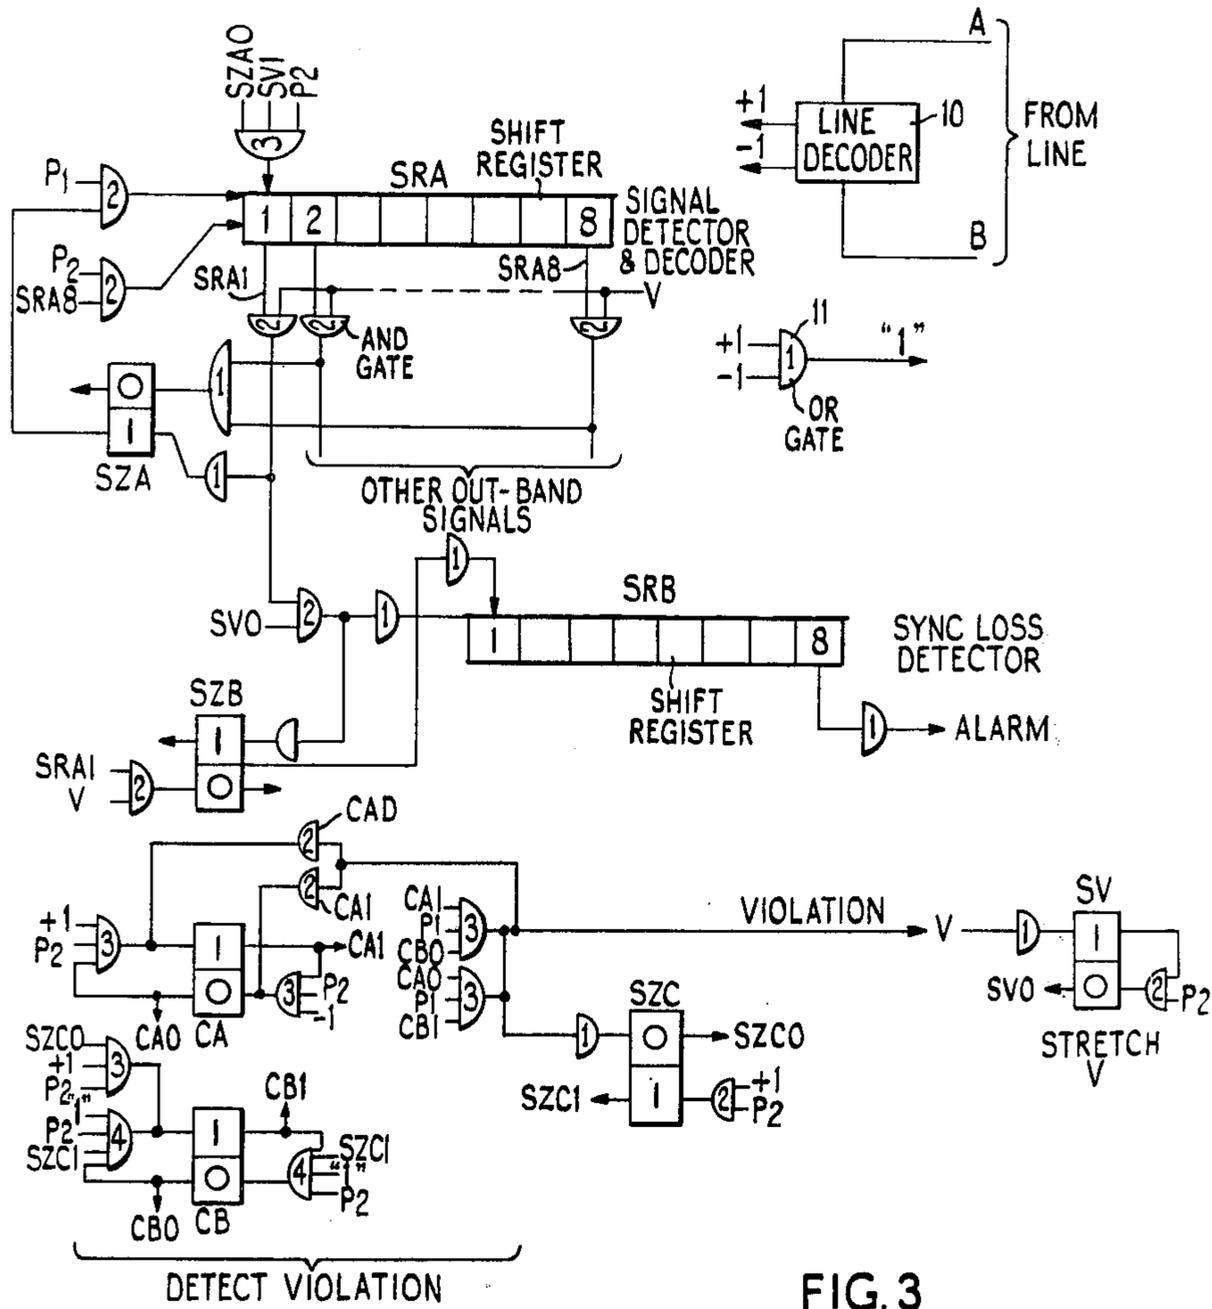 SZA0
SV1
P2
3
P1
2
P2
SRA8
2
SRA
SHIFT
REGISTER
1
2
8
SIGNAL
DETECTOR
& DECODER
SRA1
SRA8
V
2
2
2
AND
GATE
0
1
SZA
1
1
OTHER OUT-BAND
SIGNALS
A
+1
-1
LINE
DECODER
10
B
FROM
LINE
+1
-1
1
11
"1"
OR
GATE
SV0
2
1
1
SRB
1
8
SHIFT
REGISTER
SYNC LOSS
DETECTOR
1
ALARM
SZB
1
0
SRA1
V
2
CAD
2
2
CA1
+1
P2
3
1
0
CA1
3
P2
-1
CA0
CA
CA1
P1
CB0
3
CA0
P1
CB1
3
VIOLATION
V
1
SV
1
0
SV0
2
P2
STRETCH
V
SZC
1
0
1
SZC0
SZC1
2
+1
P2
SZC0
+1
P2
3
"1"
P2
SZC1
4
1
0
CB1
SZC1
"1"
P2
4
CB0
CB
DETECT VIOLATION
FIG. 3